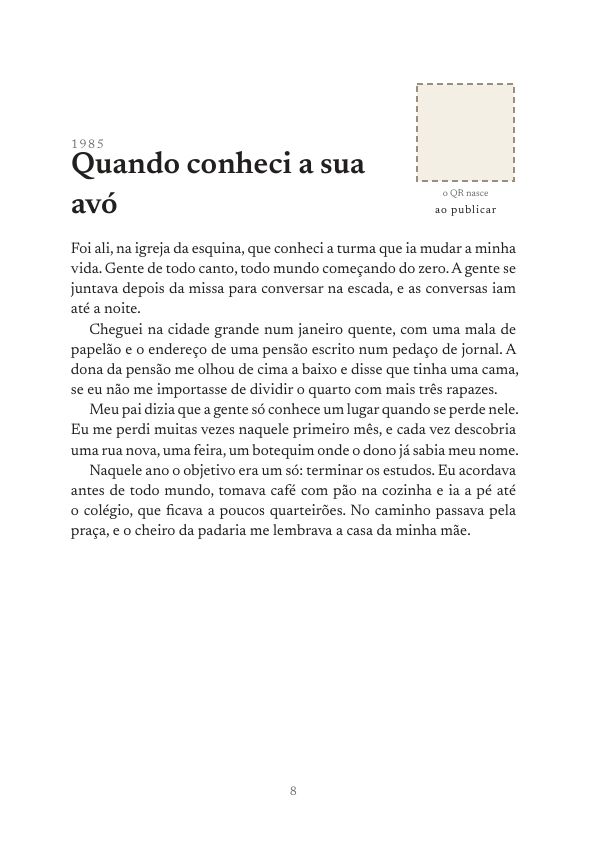 1985
Quando conheci a sua
avó
o QR nasce
ao publicar
Foi ali, na igreja da esquina, que conheci a turma que ia mudar a minha
vida. Gente de todo canto, todo mundo começando do zero. A gente se
juntava depois da missa para conversar na escada, e as conversas iam
até a noite.
Cheguei na cidade grande num janeiro quente, com uma mala de
papelão e o endereço de uma pensão escrito num pedaço de jornal. A
dona da pensão me olhou de cima a baixo e disse que tinha uma cama,
se eu não me importasse de dividir o quarto com mais três rapazes.
Meu pai dizia que a gente só conhece um lugar quando se perde nele.
Eu me perdi muitas vezes naquele primeiro mês, e cada vez descobria
uma rua nova, uma feira, um botequim onde o dono já sabia meu nome.
Naquele ano o objetivo era um só: terminar os estudos. Eu acordava
antes de todo mundo, tomava café com pão na cozinha e ia a pé até
o colégio, que ficava a poucos quarteirões. No caminho passava pela
praça, e o cheiro da padaria me lembrava a casa da minha mãe.
8